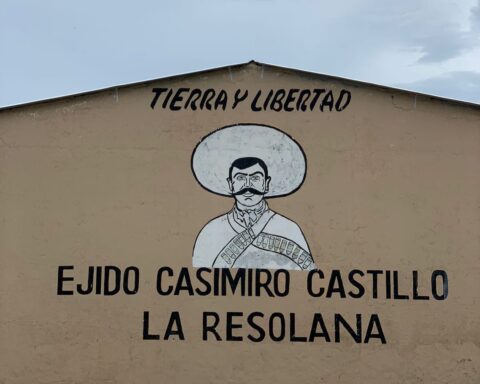 TIERRA Y LIBERTAD
EJIDO CASIMIRO CASTILLO
LA RESOLANA